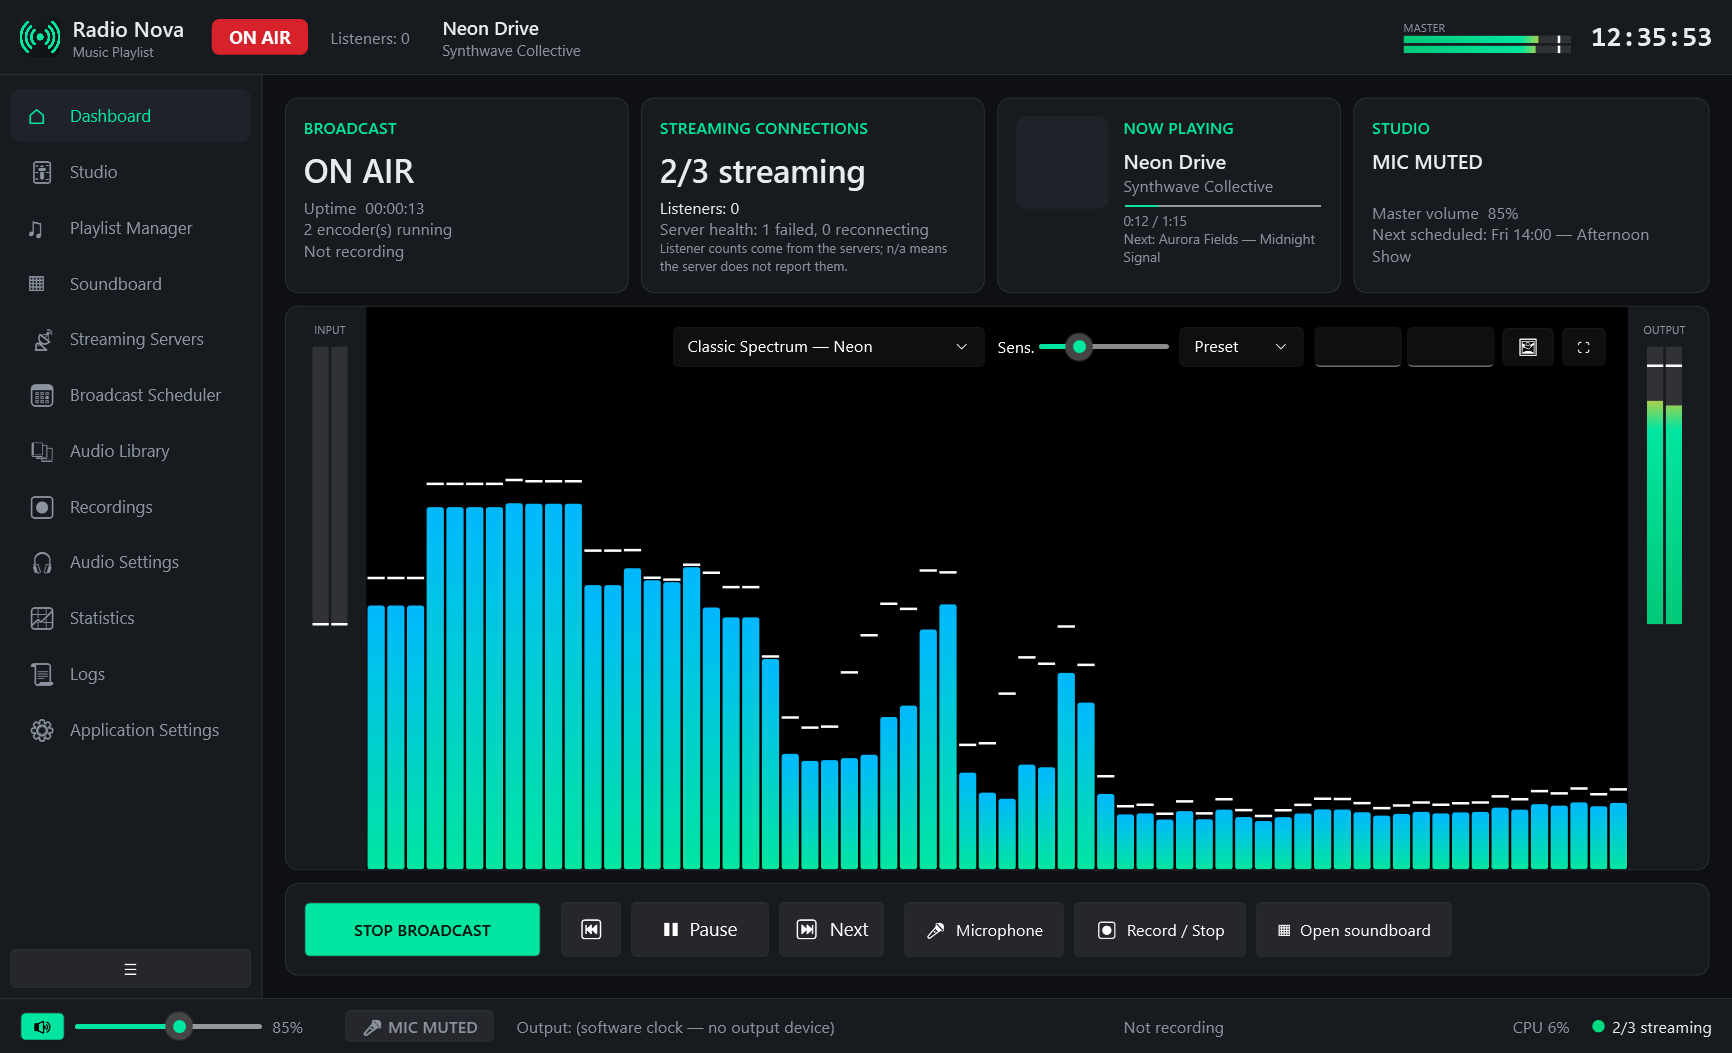 Radio Nova
Music Playlist
ON AIR
Listeners: 0
Neon Drive
Synthwave Collective
MASTER
12:35:53
Dashboard
Studio
Playlist Manager
Soundboard
Streaming Servers
Broadcast Scheduler
Audio Library
Recordings
Audio Settings
Statistics
Logs
Application Settings
BROADCAST
ON AIR
Uptime 00:00:13
2 encoder(s) running
Not recording
STREAMING CONNECTIONS
2/3 streaming
Listeners: 0
Server health: 1 failed, 0 reconnecting
Listener counts come from the servers; n/a means
the server does not report them.
NOW PLAYING
Neon Drive
Synthwave Collective
0:12 / 1:15
Next: Aurora Fields — Midnight
Signal
STUDIO
MIC MUTED
Master volume 85%
Next scheduled: Fri 14:00 — Afternoon
Show
INPUT
Classic Spectrum — Neon
Sens.
Preset
OUTPUT
STOP BROADCAST
Pause
Next
Microphone
Record / Stop
Open soundboard
85%
MIC MUTED
Output: (software clock — no output device)
Not recording
CPU 6%
2/3 streaming